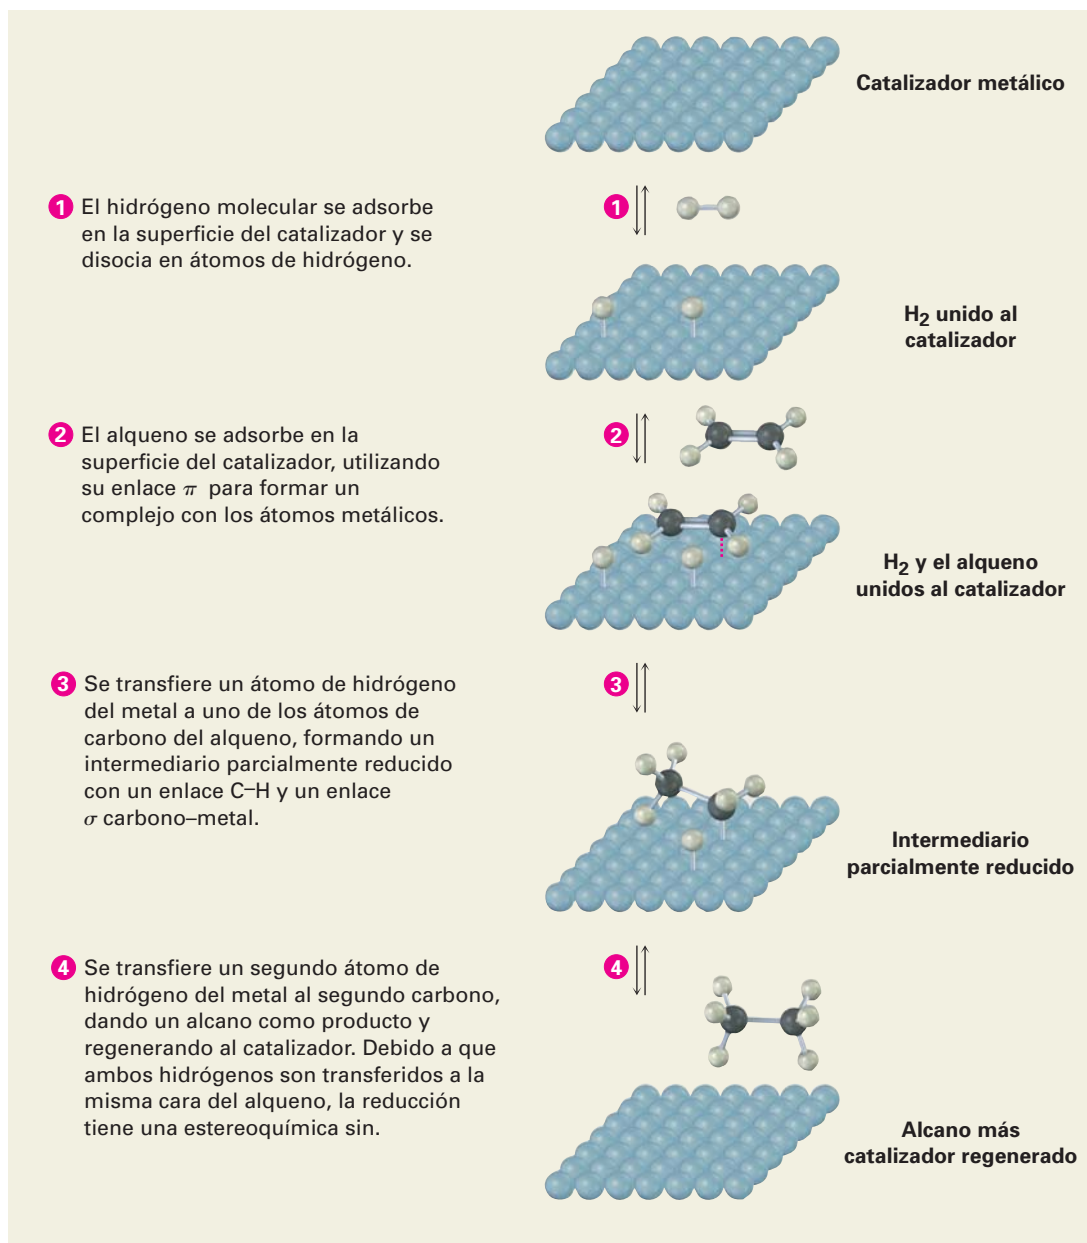 Catalizador metálico
1 El hidrógeno molecular se adsorbe
en la superficie del catalizador y se
disocia en átomos de hidrógeno.
1
H2 unido al
catalizador
2 El alqueno se adsorbe en la
superficie del catalizador, utilizando
su enlace π para formar un
complejo con los átomos metálicos.
2
H2 y el alqueno
unidos al catalizador
3 Se transfiere un átomo de hidrógeno
del metal a uno de los átomos de
carbono del alqueno, formando un
intermediario parcialmente reducido
con un enlace C–H y un enlace
σ carbono–metal.
3
Intermediario
parcialmente reducido
4 Se transfiere un segundo átomo de
hidrógeno del metal al segundo carbono,
dando un alcano como producto y
regenerando al catalizador. Debido a que
ambos hidrógenos son transferidos a la
misma cara del alqueno, la reducción
tiene una estereoquímica sin.
4
Alcano más
catalizador regenerado